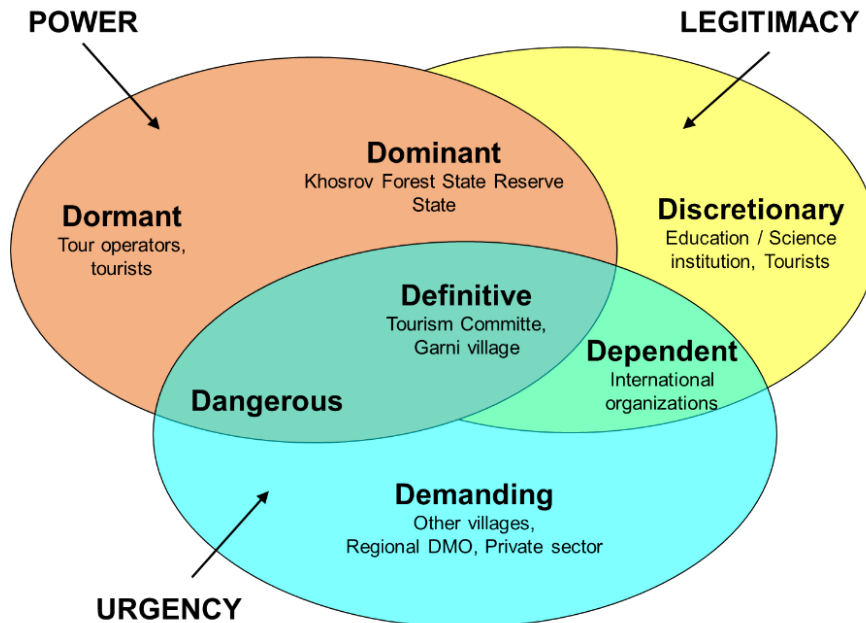 POWER
LEGITIMACY
Dominant
Khosrov Forest State Reserve
State
Dormant
Tour operators,
tourists
Discretionary
Education / Science
institution, Tourists
Definitive
Tourism Committe,
Garni village
Dependent
International
organizations
Dangerous
Demanding
Other villages,
Regional DMO, Private sector
URGENCY